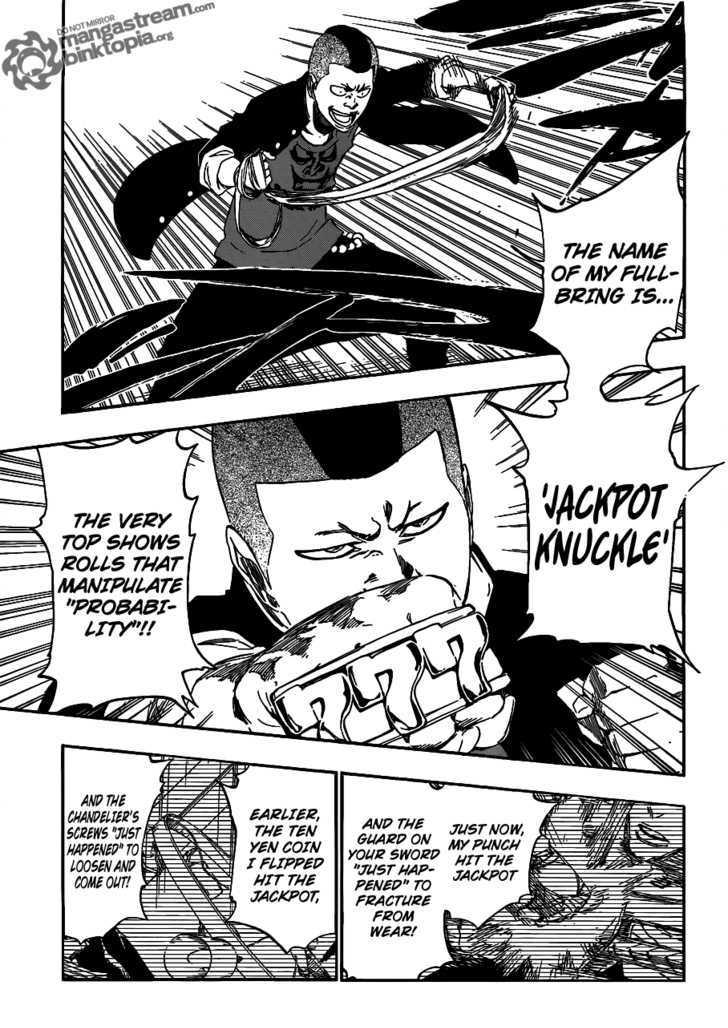 DO NOT MIRROR
mangastream.com
binktopia.org
THE NAME
OF MY FULL-
BRING IS...
'JACKPOT
KNUCKLE'
THE VERY
TOP SHOWS
ROLLS THAT
MANIPULATE
"PROBABI-
LITY"!!
777
JUST NOW,
MY PUNCH
HIT THE
JACKPOT
AND THE
GUARD ON
YOUR SWORD
"JUST HAP-
PENED" TO
FRACTURE
FROM
WEAR!
EARLIER,
THE TEN
YEN COIN
I FLIPPED
HIT THE
JACKPOT,
AND THE
CHANDELIER'S
SCREWS "JUST
HAPPENED" TO
LOOSEN AND
COME OUT!